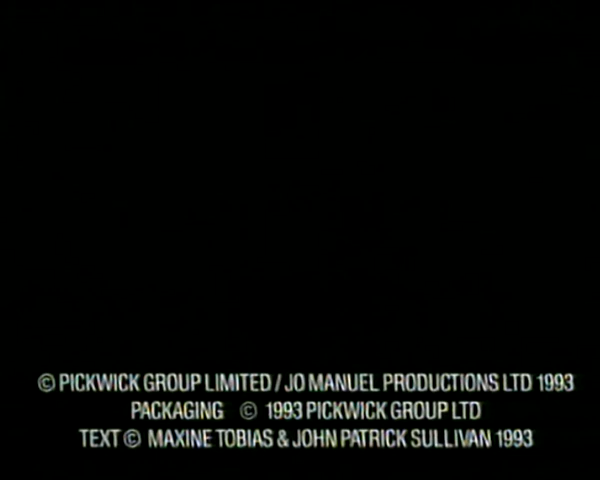 © PICKWICK GROUP LIMITED / JO MANUEL PRODUCTIONS LTD 1993
PACKAGING © 1993 PICKWICK GROUP LTD
TEXT © MAXINE TOBIAS & JOHN PATRICK SULLIVAN 1993